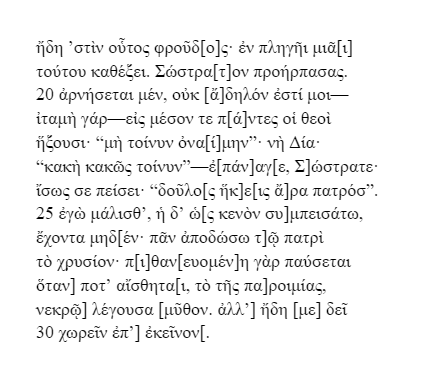 ἤδη ’στὶν οὗτος φροῦδ[ο]ς· ἐν πληγῆι μιᾶ[ι]
τούτου καθέξει. Σώστρα[τ]ον προήρπασας.
20 ἀρνήσεται μέν, οὐκ [ἄ]δηλόν ἐστί μοι—
ἰταμὴ γάρ—εἰς μέσον τε π[ά]ντες οἱ θεοὶ
ἥξουσι· “μὴ τοίνυν ὀνα[ί]μην”· νὴ Δία·
“κακὴ κακῶς τοίνυν”—ἐ[πάν]αγ[ε, Σ]ώστρατε·
ἴσως σε πείσει· “δοῦλο[ς ἥκ]ε[ις ἄ]ρα πατρός”.
25 ἐγὼ μάλισθ’, ἡ δ’ ὡ[ς κενὸν συ]μπεισάτω,
ἔχοντα μηδ[έν· πᾶν ἀποδώσω τ]ῷ πατρὶ
τὸ χρυσίον· π[ι]θαν[ευομέν]η γὰρ παύσεται
ὅταν] ποτ’ αἴσθητα[ι, τὸ τῆς πα]ροιμίας,
νεκρῷ] λέγουσα [μῦθον. ἀλλ’] ἤδη [με] δεῖ
30 χωρεῖν ἐπ’] ἐκεῖνον[.